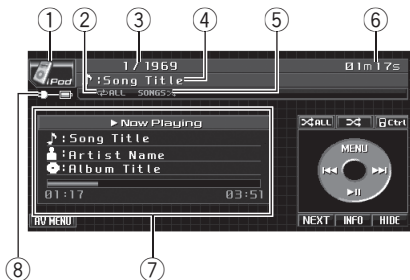 ① ② ③ ④ ⑤ ⑥
iPod
1/1969 01m17s
♪:Song Title
ALL SONGS
►Now Playing
♪:Song Title
:Artist Name
:Album Title
01:17 03:51
ALL Ctrl
MENU
AV MENU NEXT INFO HIDE
⑧ ⑦